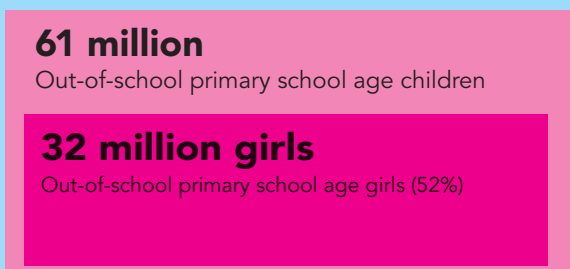 61 million
Out-of-school primary school age children
32 million girls
Out-of-school primary school age girls (52%)